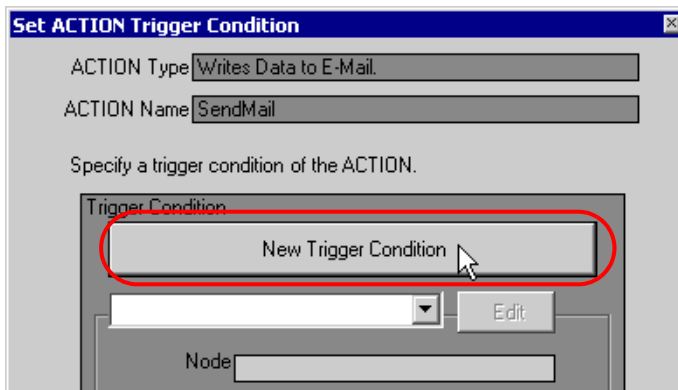 Set ACTION Trigger Condition
ACTION Type Writes Data to E-Mail.
ACTION Name SendMail
Specify a trigger condition of the ACTION.
Trigger Condition
New Trigger Condition
Edit
Node